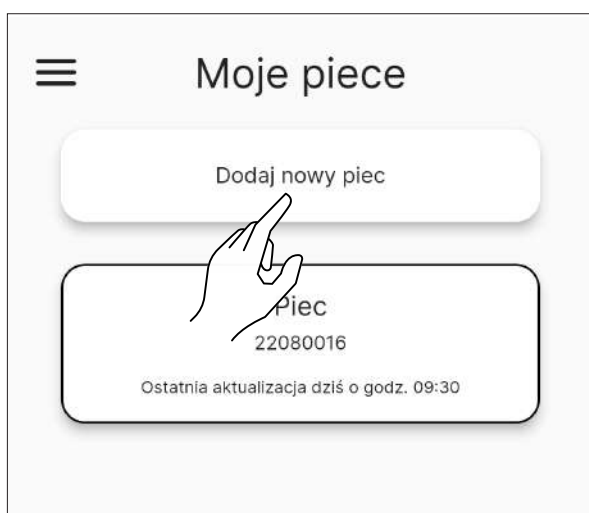 Moje piece
Dodaj nowy piec
Piec
22080016
Ostatnia aktualizacja dziś o godz. 09:30